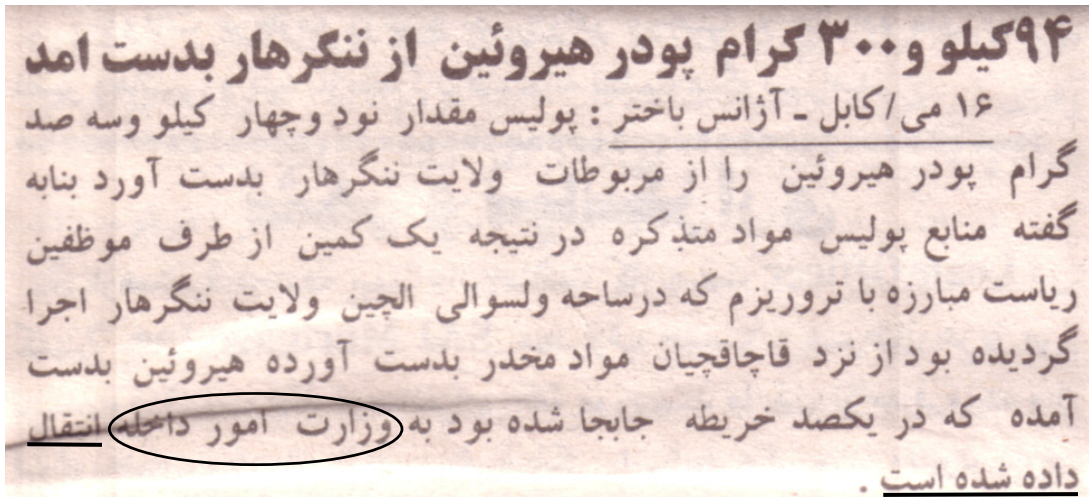 ۹۴کیلو و ۳۰۰ گرام پودر هیروئین از ننگرهار بدست امد
۱۶ می/کابل ـ آژانس باختر : پولیس مقدار نود وچهار کیلو وسه صد
گرام پودر هیروئین را از مربوطات ولایت ننگرهار بدست آورد بنابه
گفته منابع پولیس مواد متذکره در نتیجه یک کمین از طرف موظفین
ریاست مبارزه با تروریزم که درساحه ولسوالی الچین ولایت ننگرهار اجرا
گردیده بود از نزد قاچاقچیان مواد مخدر بدست آورده هیروئین بدست
آمده که در یکصد خریطه جابجا شده بود به وزارت امور داخله انتقال
داده شده است .